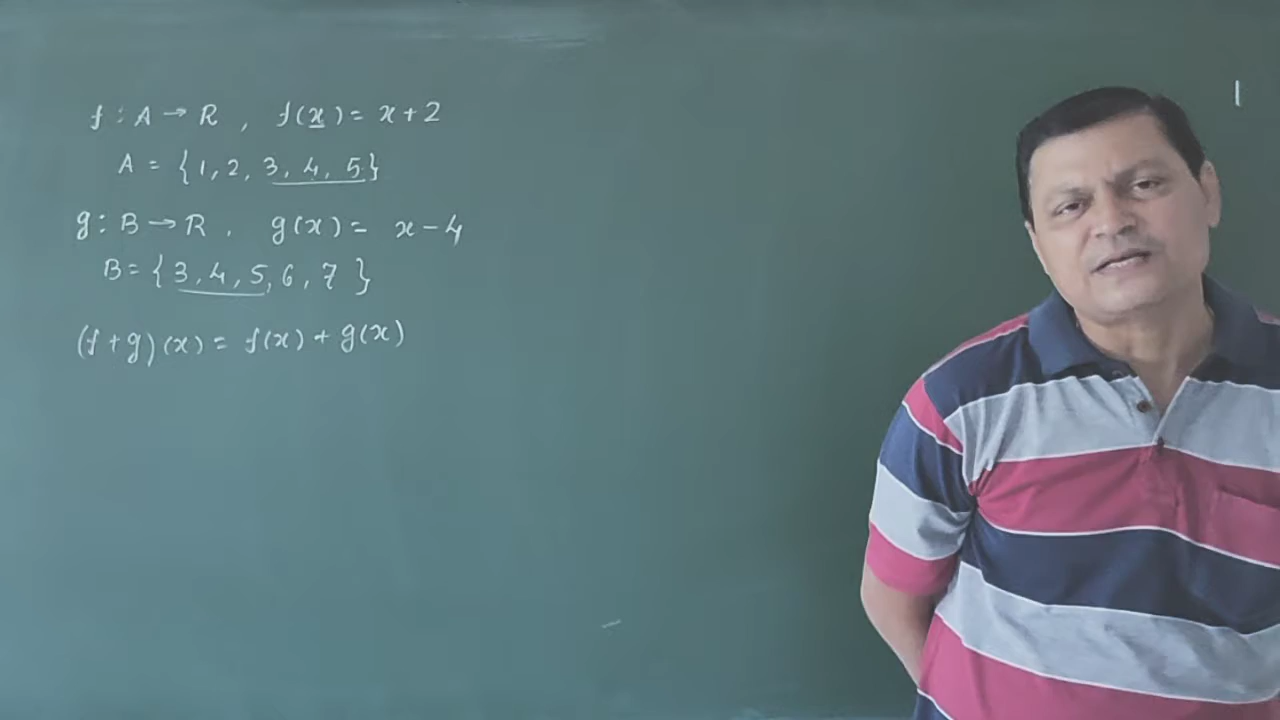 f : A → R , f(x) = x + 2
A = {1, 2, 3, 4, 5}
g : B → R , g(x) = x - 4
B = {3, 4, 5, 6, 7}
(f + g)(x) = f(x) + g(x)